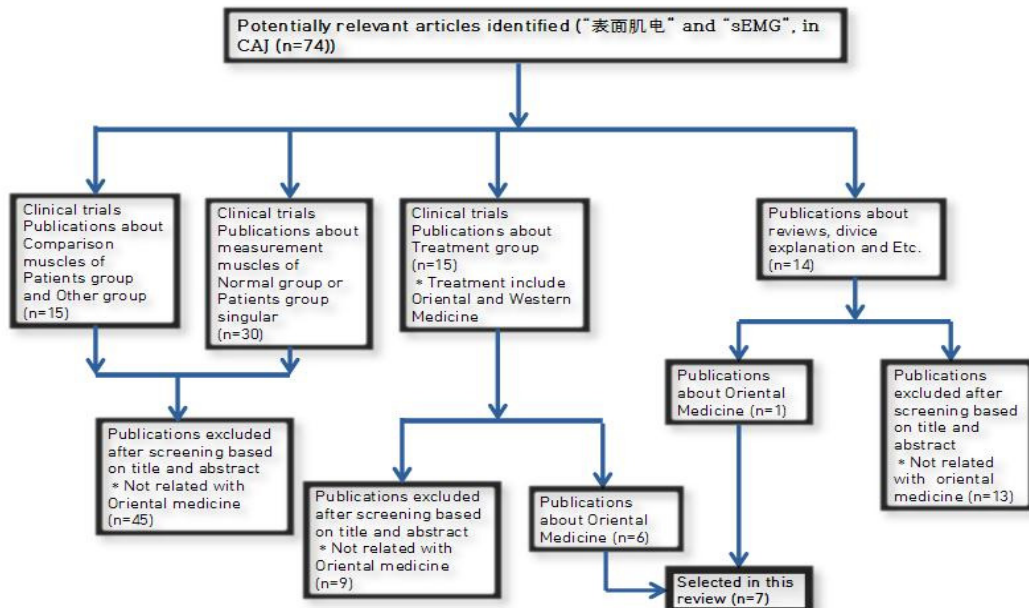 Potentially relevant articles identified (“表面肌电” and “sEMG”, in
CAJ (n=74))
Clinical trials
Publications about
Comparison
muscles of
Patients group
and Other group
(n=15)
Clinical trials
Publications about
measurement
muscles of
Normal group or
Patients group
singular
(n=30)
Clinical trials
Publications about
Treatment group
(n=15)
* Treatment include
Oriental and Western
Medicine
Publications about
reviews, divice
explanation and Etc.
(n=14)
Publications excluded
after screening based
on title and abstract
* Not related with
Oriental medicine
(n=45)
Publications excluded
after screening based
on title and abstract
* Not related with
Oriental medicine
(n=9)
Publications
about Oriental
Medicine (n=6)
Publications
about Oriental
Medicine (n=1)
Publications
excluded after
screening based
on title and
abstract
* Not related
with oriental
medicine (n=13)
Selected in this
review (n=7)